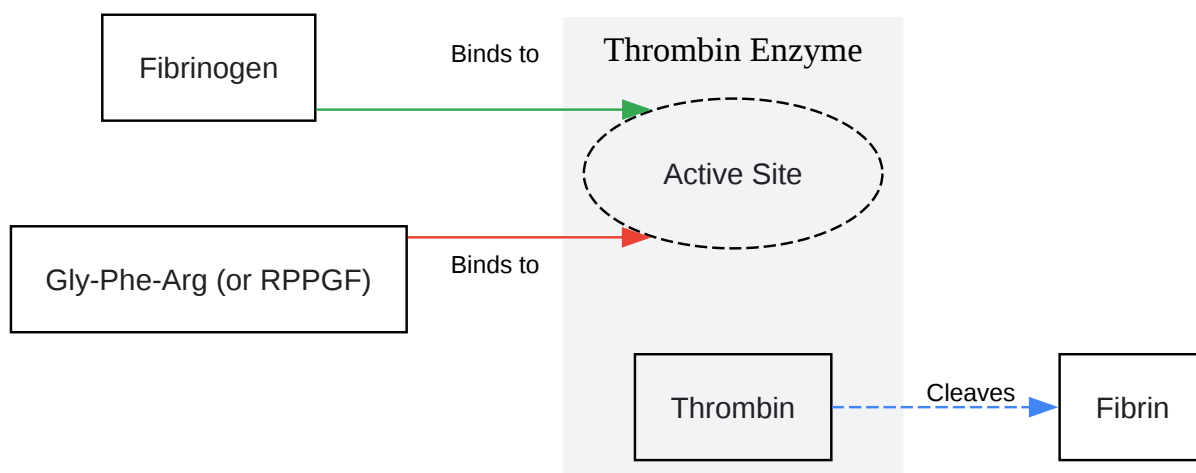 Thrombin Enzyme
Fibrinogen
Binds to
Active Site
Gly-Phe-Arg (or RPPGF)
Binds to
Thrombin
Cleaves
Fibrin